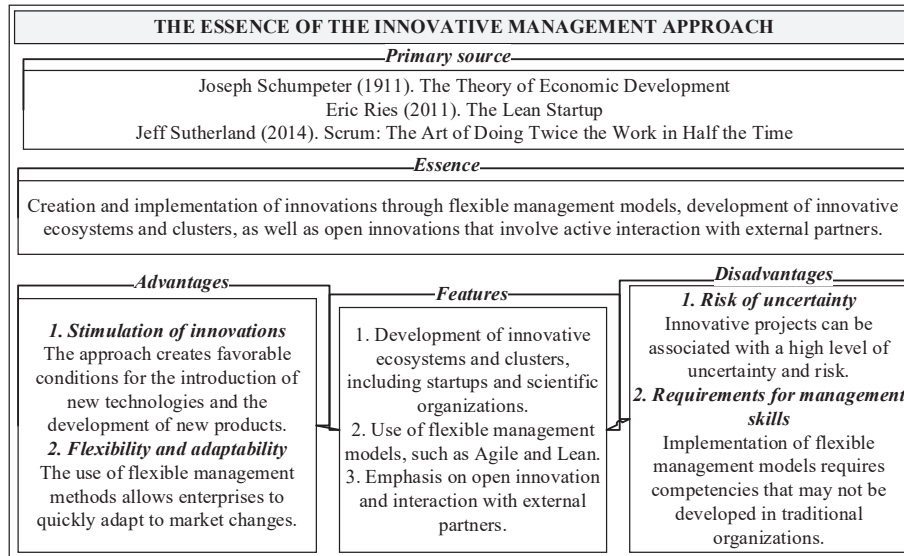 THE ESSENCE OF THE INNOVATIVE MANAGEMENT APPROACH
Primary source
Joseph Schumpeter (1911). The Theory of Economic Development
Eric Ries (2011). The Lean Startup
Jeff Sutherland (2014). Scrum: The Art of Doing Twice the Work in Half the Time
Essence
Creation and implementation of innovations through flexible management models, development of innovative
ecosystems and clusters, as well as open innovations that involve active interaction with external partners.
Advantages
1. Stimulation of innovations
The approach creates favorable
conditions for the introduction of
new technologies and the
development of new products.
2. Flexibility and adaptability
The use of flexible management
methods allows enterprises to
quickly adapt to market changes.
Features
1. Development of innovative
ecosystems and clusters,
including startups and scientific
organizations.
2. Use of flexible management
models, such as Agile and Lean.
3. Emphasis on open innovation
and interaction with external
partners.
Disadvantages
1. Risk of uncertainty
Innovative projects can be
associated with a high level of
uncertainty and risk.
2. Requirements for management
skills
Implementation of flexible
management models requires
competencies that may not be
developed in traditional
organizations.